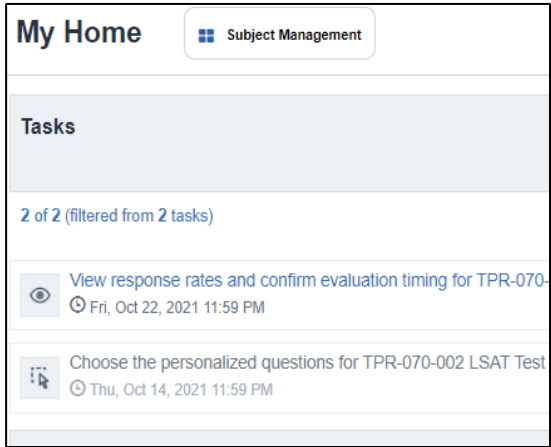 My Home Subject Management
Tasks
2 of 2 (filtered from 2 tasks)
View response rates and confirm evaluation timing for TPR-070-
Fri, Oct 22, 2021 11:59 PM
Choose the personalized questions for TPR-070-002 LSAT Test
Thu, Oct 14, 2021 11:59 PM